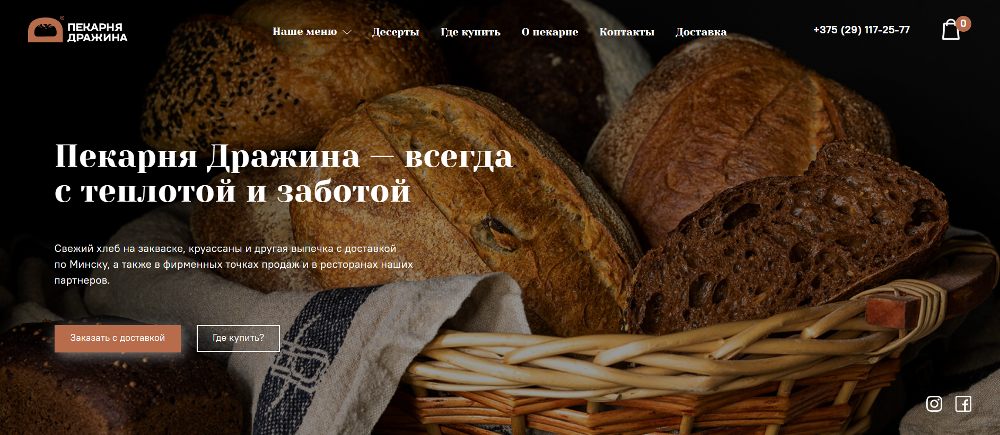 ПЕКАРНЯ
ДРАЖИНА
®
Наше меню
Десерты
Где купить
О пекарне
Контакты
Доставка
+375 (29) 117-25-77
0
Пекарня Дражина — всегда
с теплотой и заботой
Свежий хлеб на закваске, круассаны и другая выпечка с доставкой
по Минску, а также в фирменных точках продаж и в ресторанах наших
партнеров.
Заказать с доставкой
Где купить?